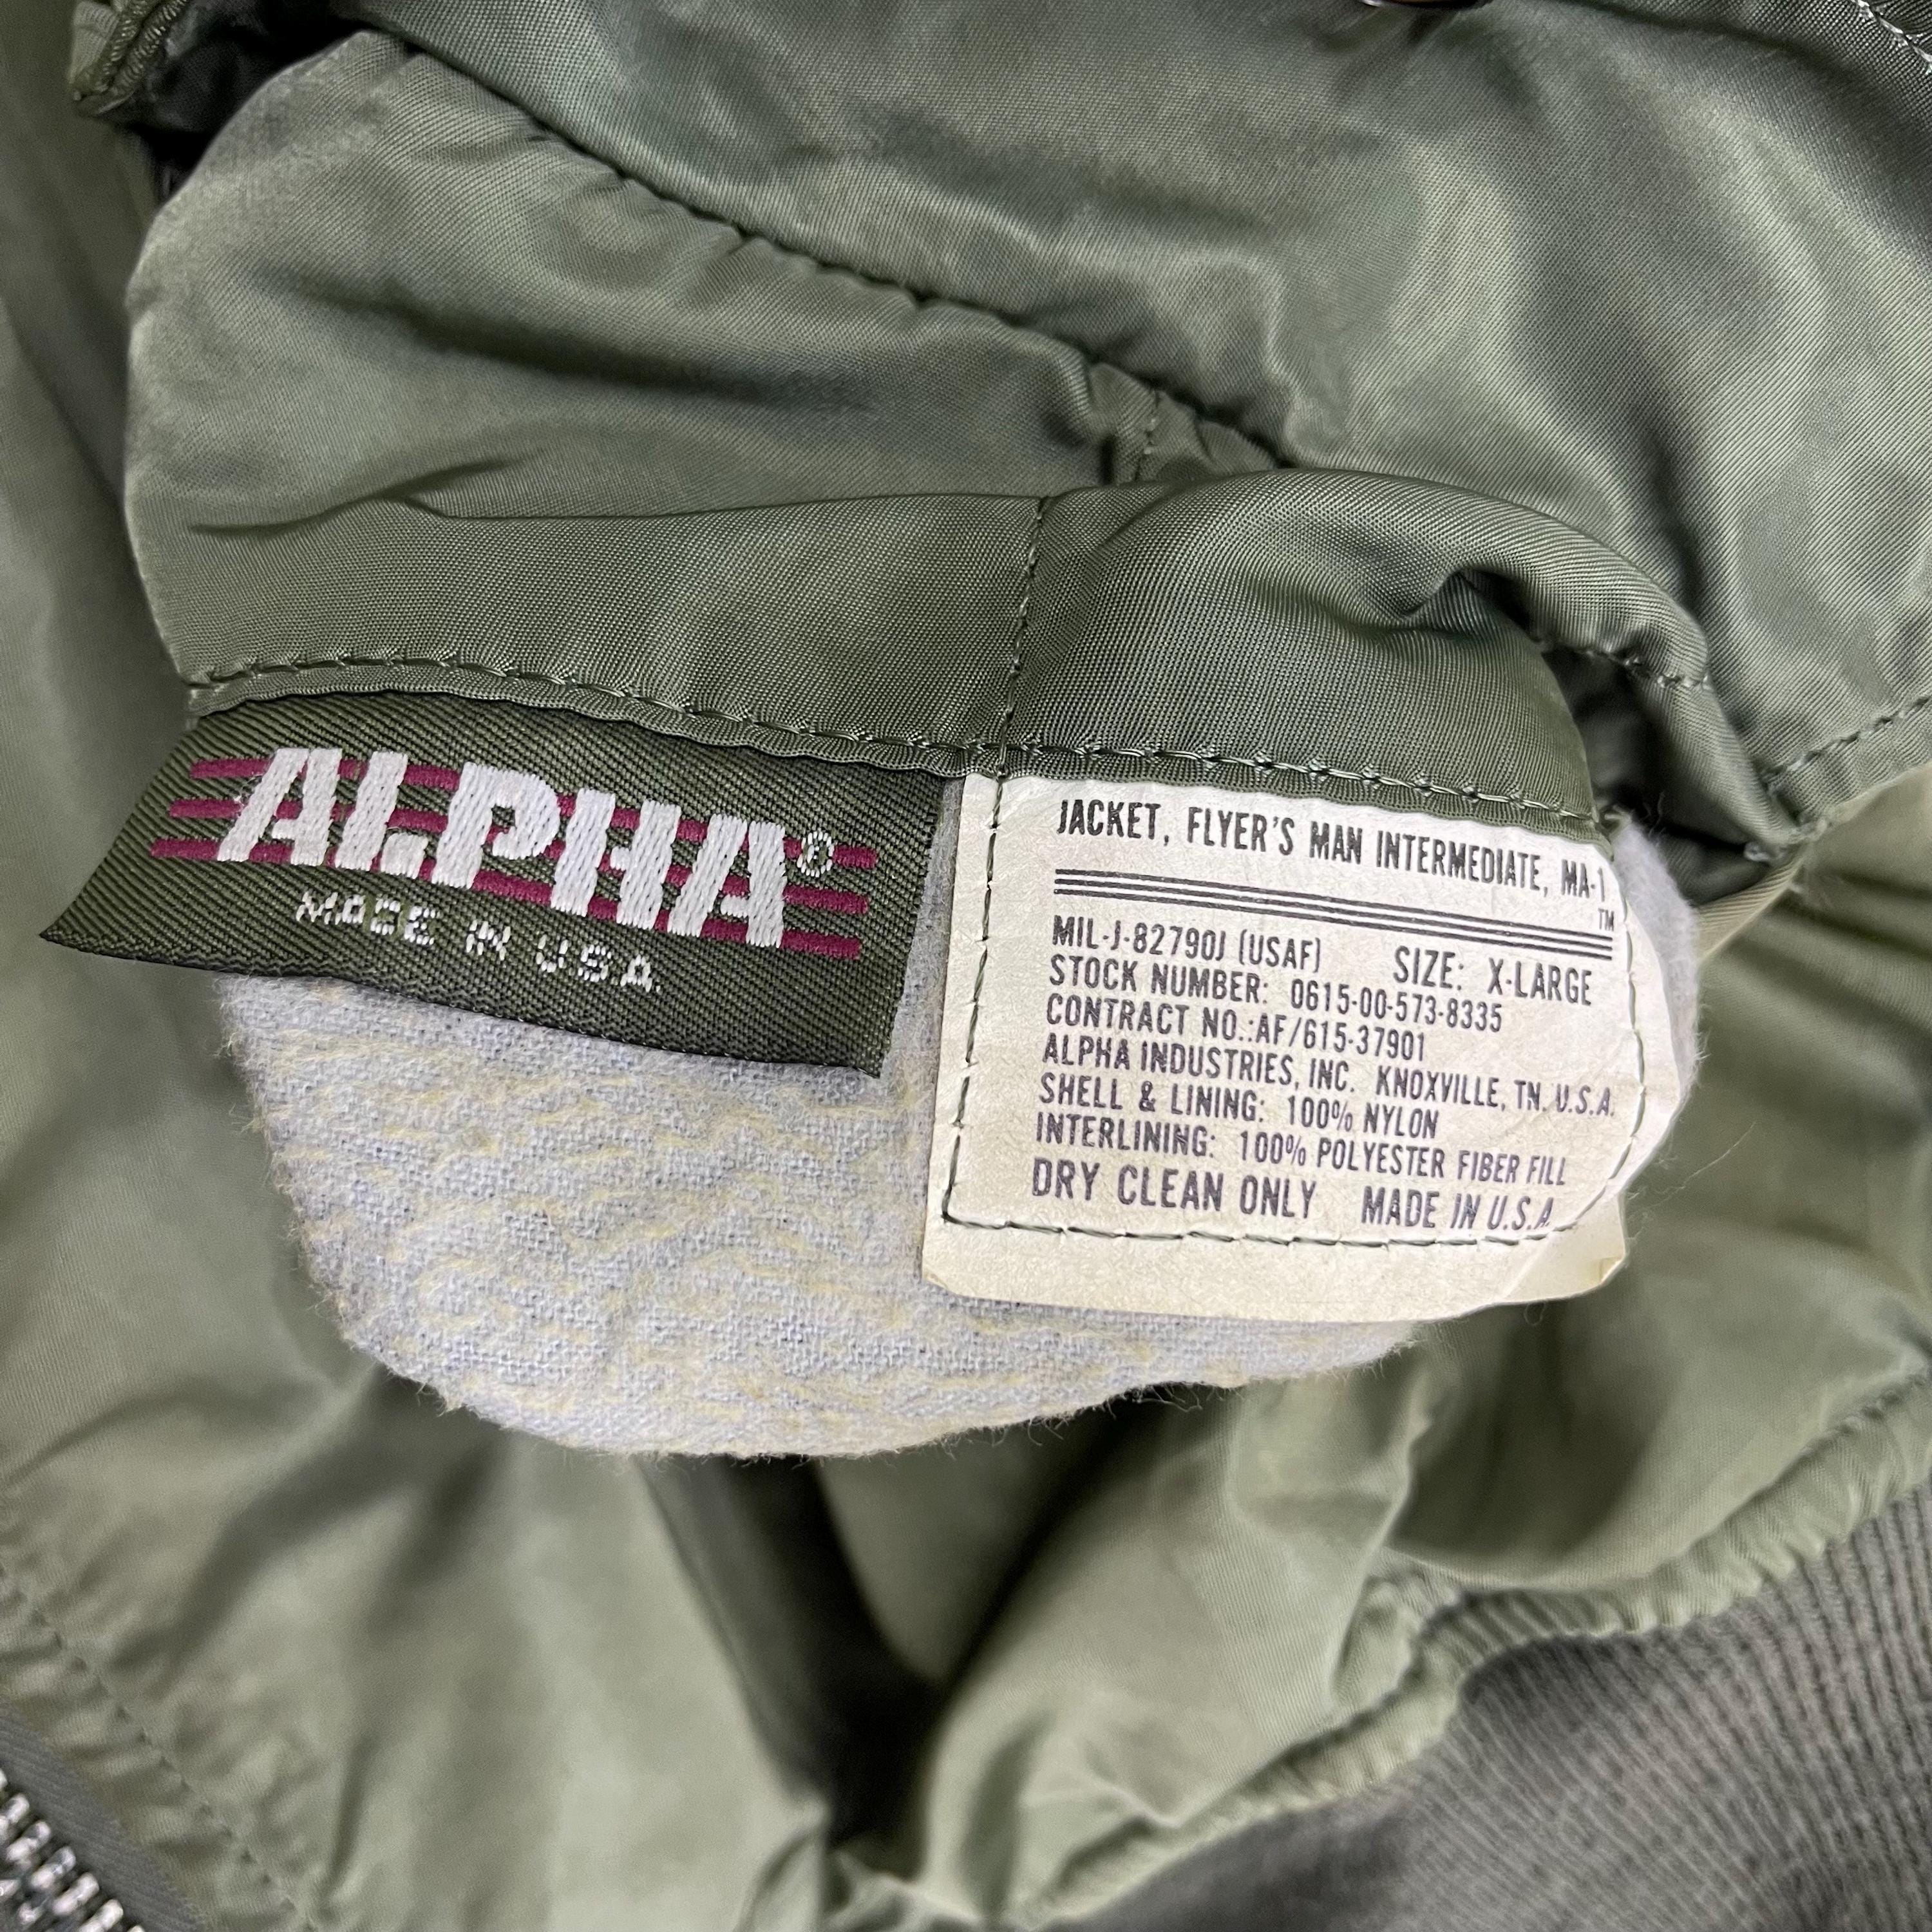 ALPHA®
MADE IN USA
JACKET, FLYER'S MAN INTERMEDIATE, MA-1
TM
MIL-J-82790J (USAF) SIZE: X-LARGE
STOCK NUMBER: 0615-00-573-8335
CONTRACT NO.:AF/615-37901
ALPHA INDUSTRIES, INC. KNOXVILLE, TN. U.S.A.
SHELL & LINING: 100% NYLON
INTERLINING: 100% POLYESTER FIBER FILL
DRY CLEAN ONLY MADE IN U.S.A.